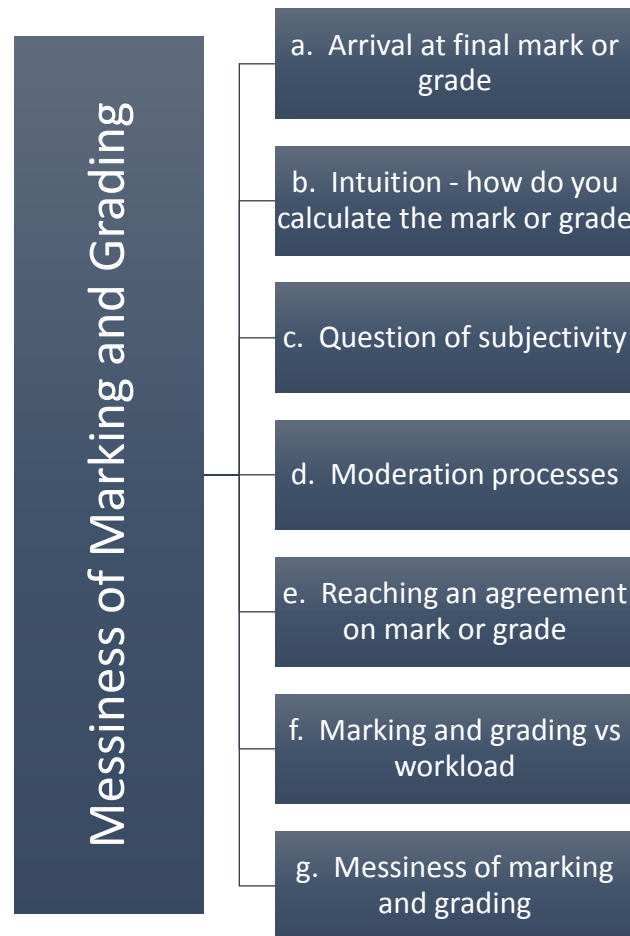 Messiness of Marking and Grading
a. Arrival at final mark or
grade
b. Intuition - how do you
calculate the mark or grade
c. Question of subjectivity
d. Moderation processes
e. Reaching an agreement
on mark or grade
f. Marking and grading vs
workload
g. Messiness of marking
and grading